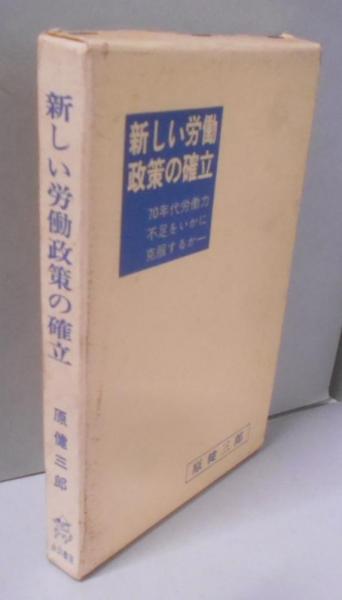 新しい労働
政策の確立
70年代労働力
不足をいかに
克服するか―
原健三郎
新しい労働政策の確立
原健三郎